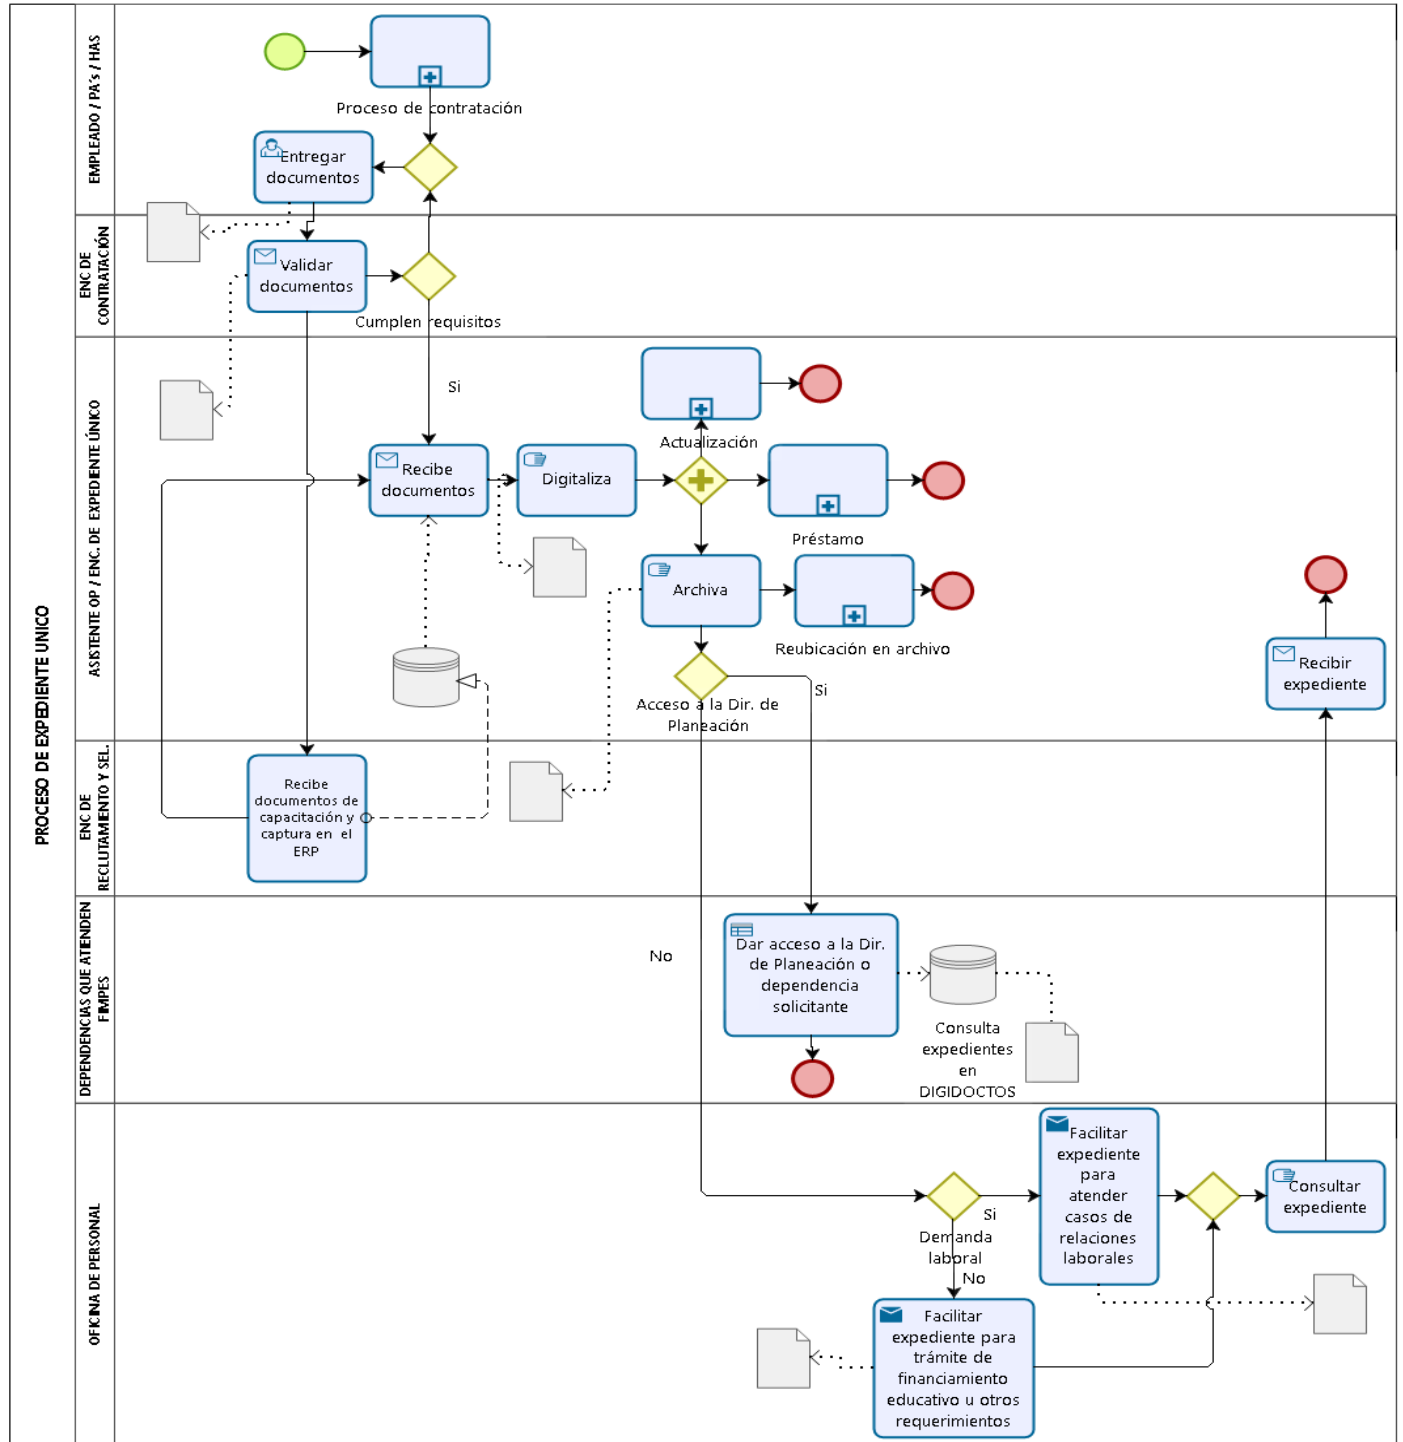 PROCESO DE EXPEDIENTE UNICO
EMPLEADO / PA's / HAS
Proceso de contratación
Entregar
documentos
ENC DE
CONTRATACIÓN
Validar
documentos
Cumplen requisitos
ASISTENTE OP / ENC. DE EXPEDIENTE ÚNICO
Si
Actualización
Recibe
documentos
Digitaliza
Préstamo
Archiva
Reubicación en archivo
Acceso a la Dir. de
Planeación
Si
Recibir
expediente
ENC DE
RECLUTAMIENTO Y SEL.
Recibe
documentos de
capacitación y
captura en el
ERP
DEPENDENCIAS QUE ATIENDEN
FIMPES
No
Dar acceso a la Dir.
de Planeación o
dependencia
solicitante
Consulta
expedientes
en
DIGIDOCTOS
OFICINA DE PERSONAL
Demanda
laboral
Si
No
Facilitar
expediente
para
atender
casos de
relaciones
laborales
Consultar
expediente
Facilitar
expediente para
trámite de
financiamiento
educativo u otros
requerimientos